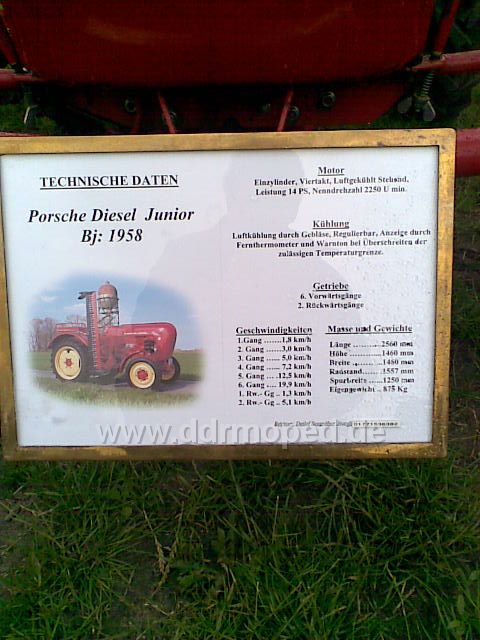 TECHNISCHE DATEN
Porsche Diesel Junior
Bj: 1958
Motor
Einzylinder, Viertakt, Luftgekühlt Stehend,
Leistung 14 PS, Nenndrehzahl 2250 U min.
Kühlung
Luftkühlung durch Gebläse, Regulierbar, Anzeige durch
Fernthermometer und Warnton bei Überschreiten der
zulässigen Temperaturgrenze.
Getriebe
6. Vorwärtsgänge
2. Rückwärtsgänge
Geschwindigkeiten
1.Gang ........1,8 km/h
2. Gang ......3,0 km/h
3. Gang ...... 5,0 km/h
4. Gang ...... 7,2 km/h
5. Gang .....12,5 km/h
6. Gang .... 19,9 km/h
1. Rw.- Gg .. 1,3 km/h
2. Rw.- Gg .. 5,1 km/h
Masse und Gewichte
Länge ...........2560 mm
Höhe .............1460 mm
Breite.............1460 mm
Radstand .......1557 mm
Spurbreite ......1250 mm
Eigengewicht .. 875 Kg
www.ddrmoped.de